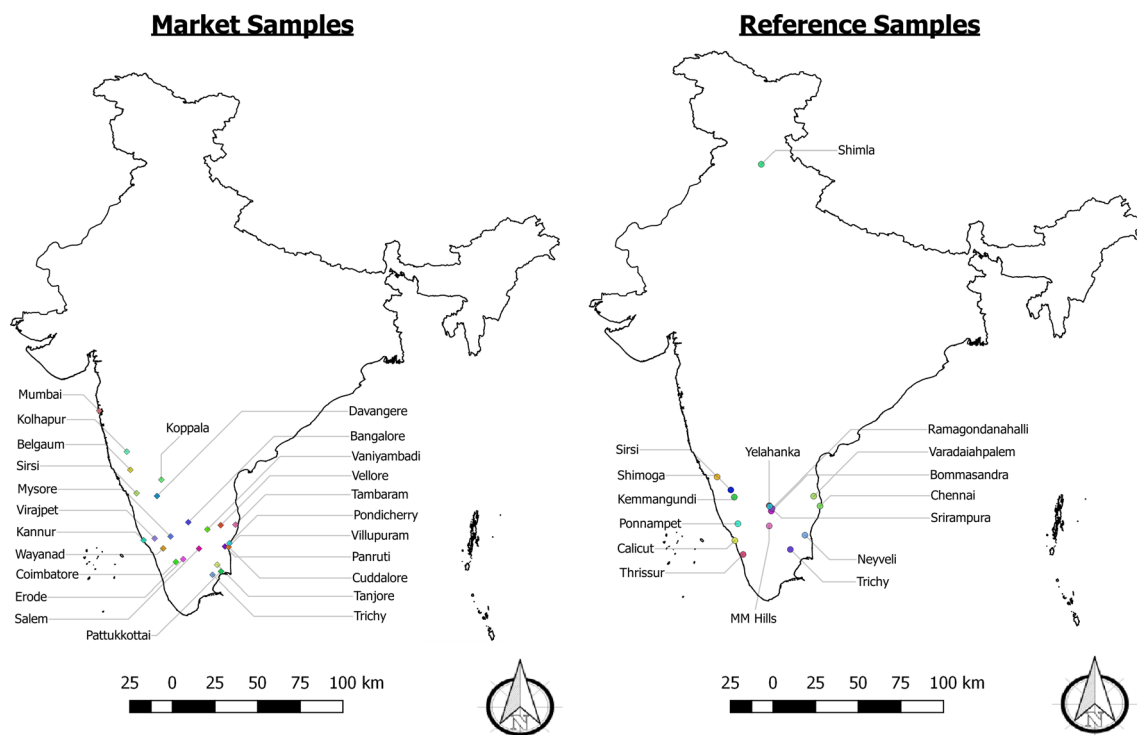 Market Samples
Mumbai
Kolhapur
Belgaum
Sirsi
Mysore
Virajpet
Kannur
Wayanad
Coimbatore
Erode
Salem
Pattukkottai
Koppala
Davangere
Bangalore
Vaniyambadi
Vellore
Tambaram
Pondicherry
Villupuram
Panruti
Cuddalore
Tanjore
Trichy
25 0 25 50 75 100 km
N
Reference Samples
Shimla
Sirsi
Shimoga
Kemmangundi
Ponnampet
Calicut
Thrissur
MM Hills
Yelahanka
Ramagondanahalli
Varadaiahpalem
Bommasandra
Chennai
Srirampura
Neyveli
Trichy
25 0 25 50 75 100 km
N